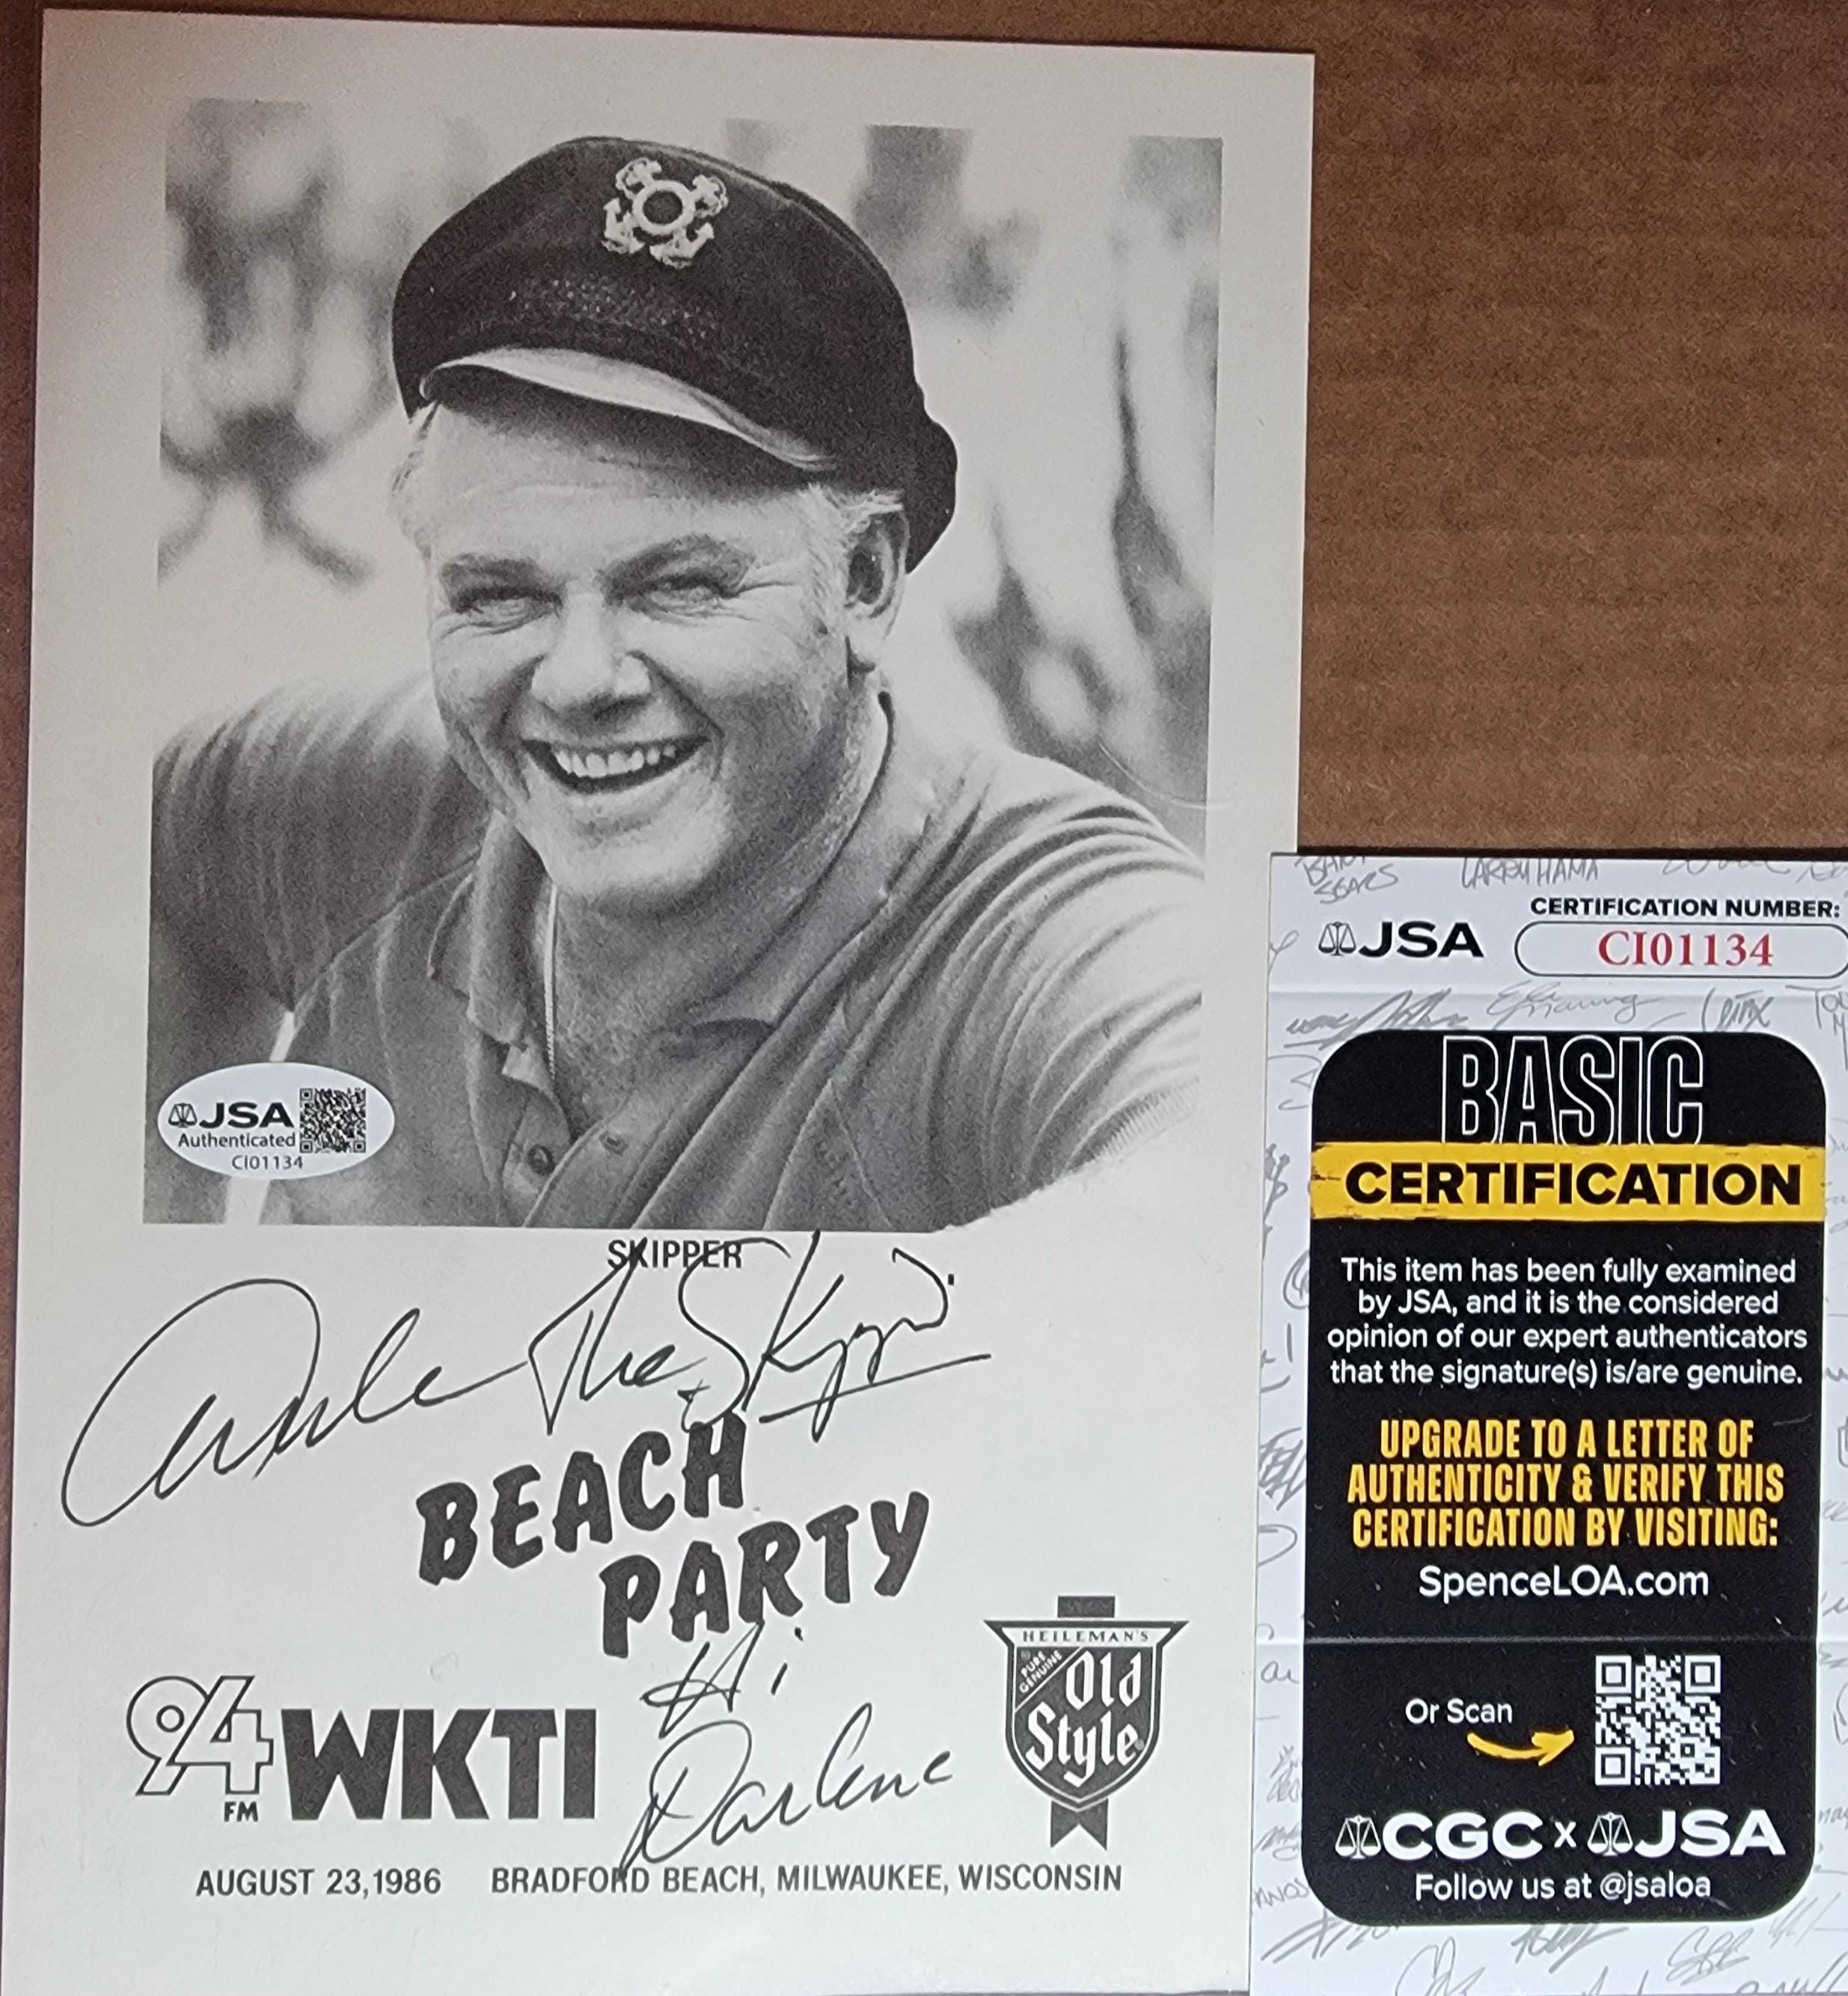 JSA
Authenticated
CI01134
SKIPPER
The Skipper
BEACH
PARTY
Hi
Darlene
94 WKTI
FM
HEILEMAN'S
PURE
GENUINE
Old
Style
AUGUST 23,1986 BRADFORD BEACH, MILWAUKEE, WISCONSIN
SEARS
LARRY HAMA
JSA
CERTIFICATION NUMBER:
CI01134
BASIC
CERTIFICATION
This item has been fully examined
by JSA, and it is the considered
opinion of our expert authenticators
that the signature(s) is/are genuine.
UPGRADE TO A LETTER OF
AUTHENTICITY & VERIFY THIS
CERTIFICATION BY VISITING:
SpenceLOA.com
Or Scan
CGC x JSA
Follow us at @jsaloa